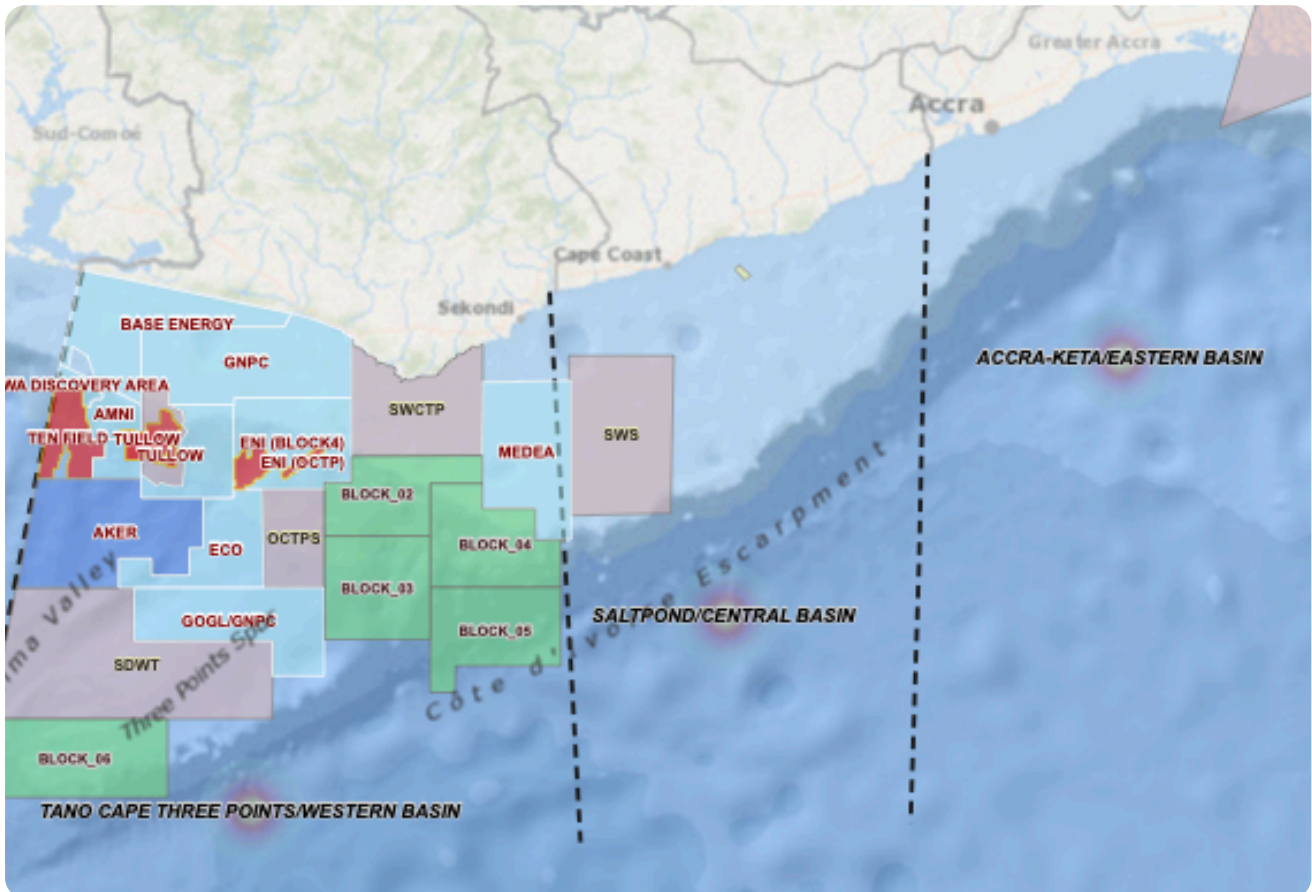 Greater Accra
Accra
Sud-Comoé
Cape Coast
Sekondi
BASE ENERGY
GNPC
ACCRA-KETA/EASTERN BASIN
WA DISCOVERY AREA
AMNI
SWCTP
TEN FIELD
TULLOW
TULLOW
ENI (BLOCK4)
ENI (OCTP)
MEDEA
SWS
BLOCK_02
AKER
ECO
OCTPS
BLOCK_04
BLOCK_03
Côte d'Ivoire Escarpment
SALTPOND/CENTRAL BASIN
GOGL/GNPC
BLOCK_05
ma Valley
SDWT
Three Points Spur
BLOCK_06
TANO CAPE THREE POINTS/WESTERN BASIN